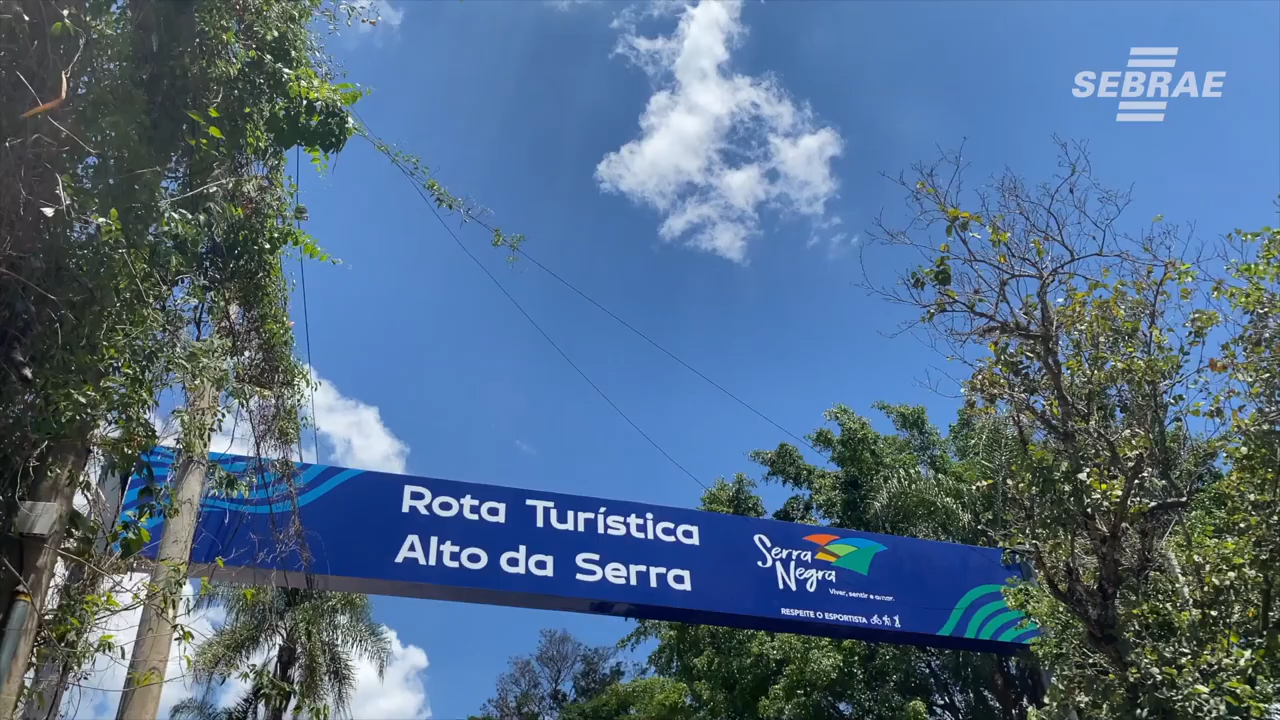 SEBRAE
Rota Turística
Alto da Serra
Serra
Negra
Viver, sentir e amar.
RESPEITE O ESPORTISTA